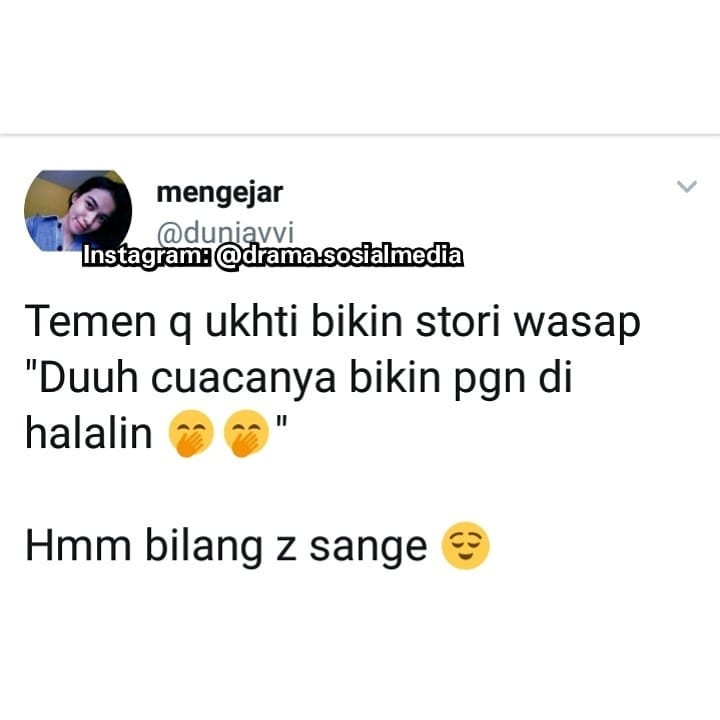 mengejar
@duniavvi
Instagram: @drama.sosialmedia
Temen q ukhti bikin stori wasap
"Duuh cuacanya bikin pgn di
halalin 🤭🤭"
Hmm bilang z sange 😌